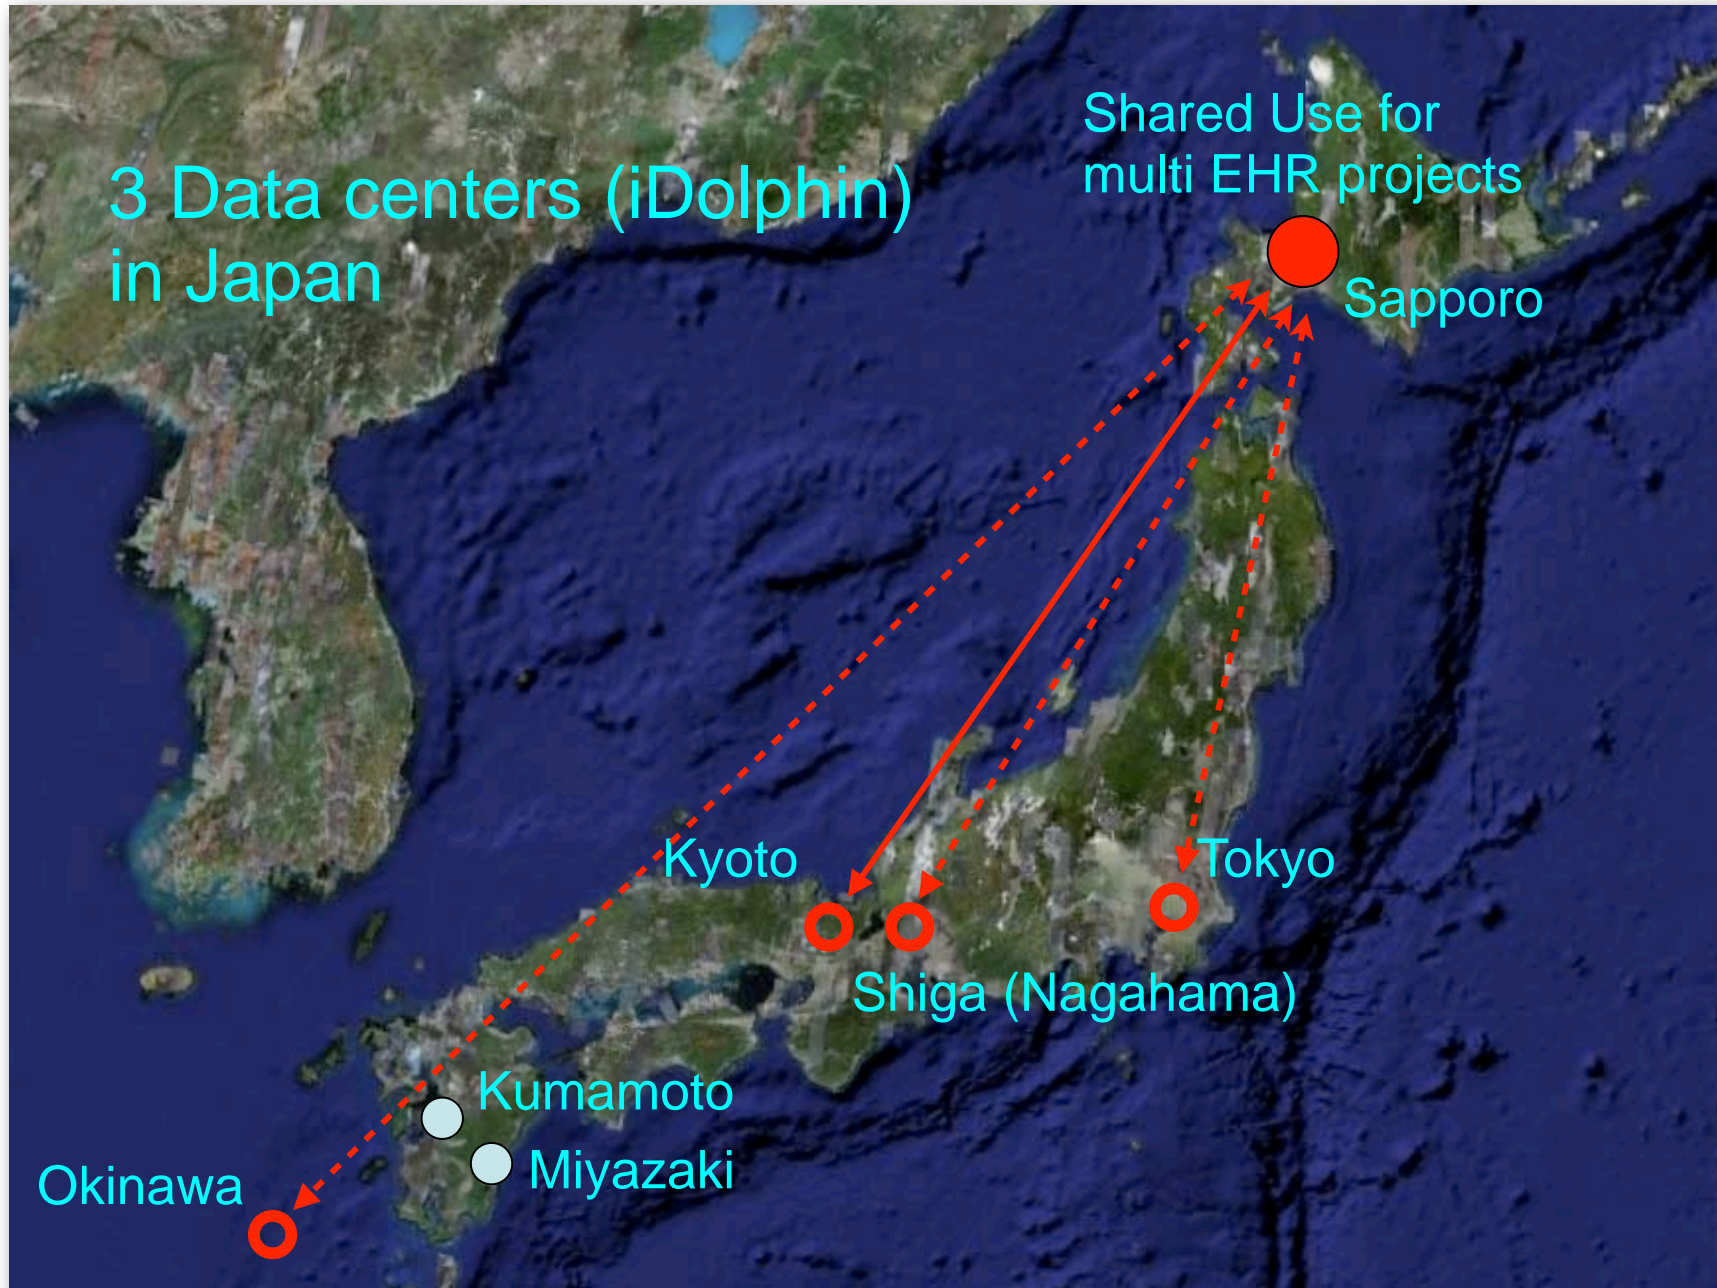 3 Data centers (iDolphin)
in Japan
Shared Use for
multi EHR projects
Sapporo
Kyoto
Tokyo
Shiga (Nagahama)
Kumamoto
Miyazaki
Okinawa